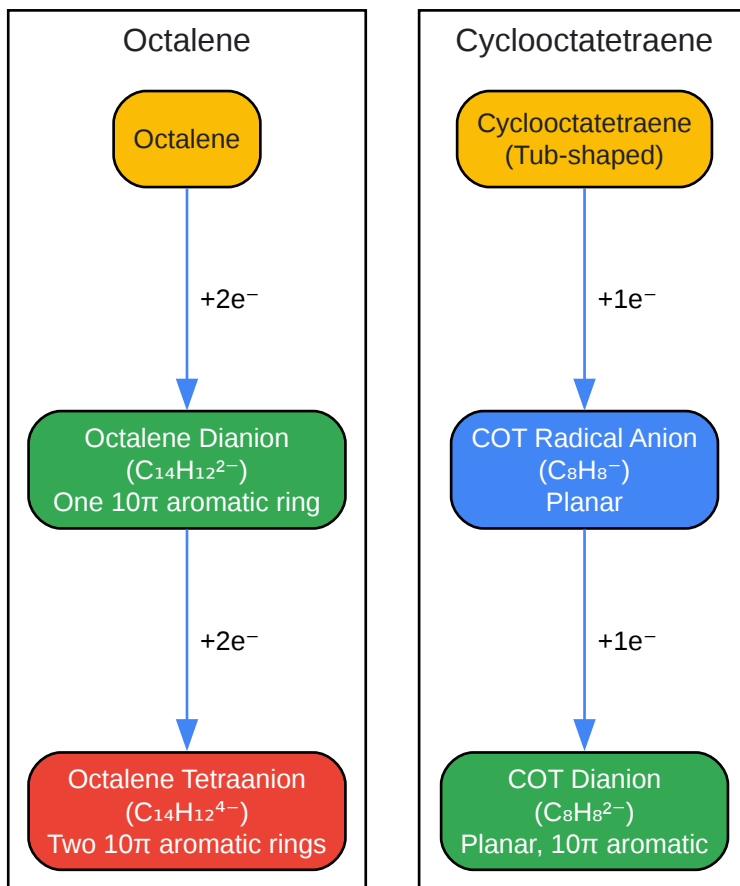 Octalene
Octalene
+2e⁻
Octalene Dianion
(C₁₄H₁₂²⁻)
One 10π aromatic ring
+2e⁻
Octalene Tetraanion
(C₁₄H₁₂⁴⁻)
Two 10π aromatic rings
Cyclooctatetraene
Cyclooctatetraene
(Tub-shaped)
+1e⁻
COT Radical Anion
(C₈H₈⁻)
Planar
+1e⁻
COT Dianion
(C₈H₈²⁻)
Planar, 10π aromatic